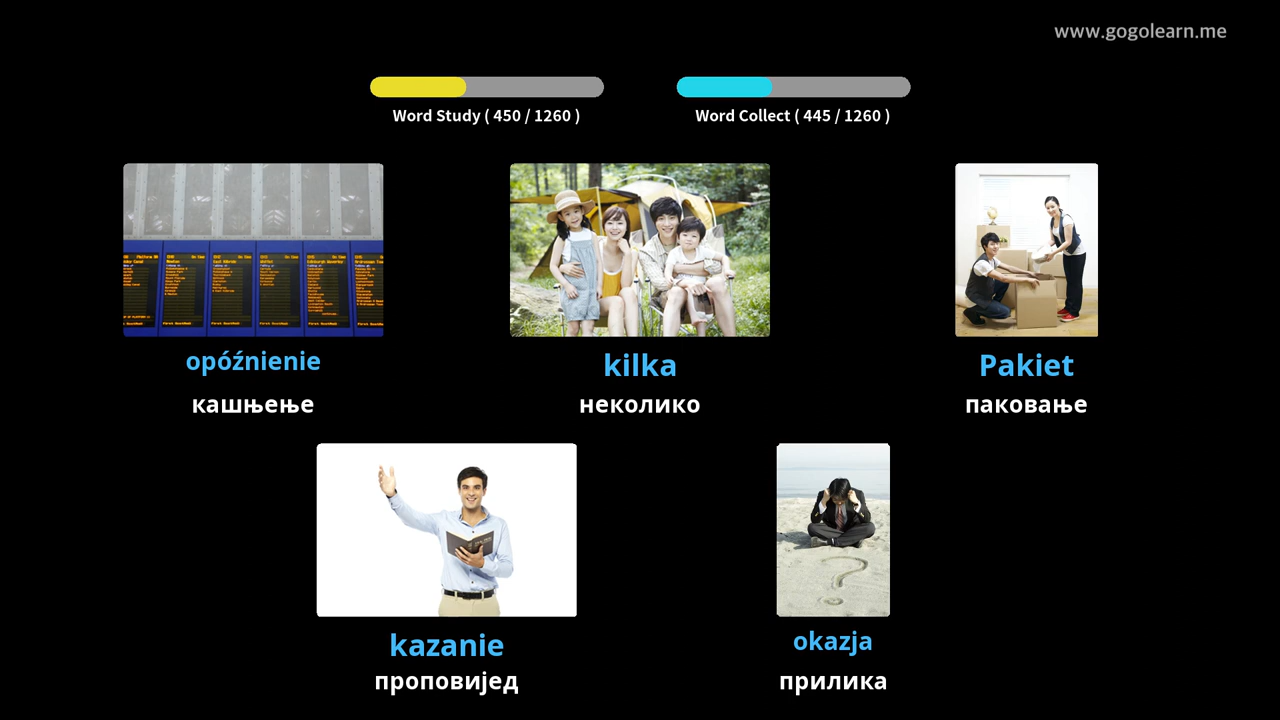 www.gogolearn.me
Word Study ( 450 / 1260 )
Word Collect ( 445 / 1260 )
opóźnienie
kilka
Pakiet
кашњење
неколико
паковање
kazanie
okazja
проповијед
прилика